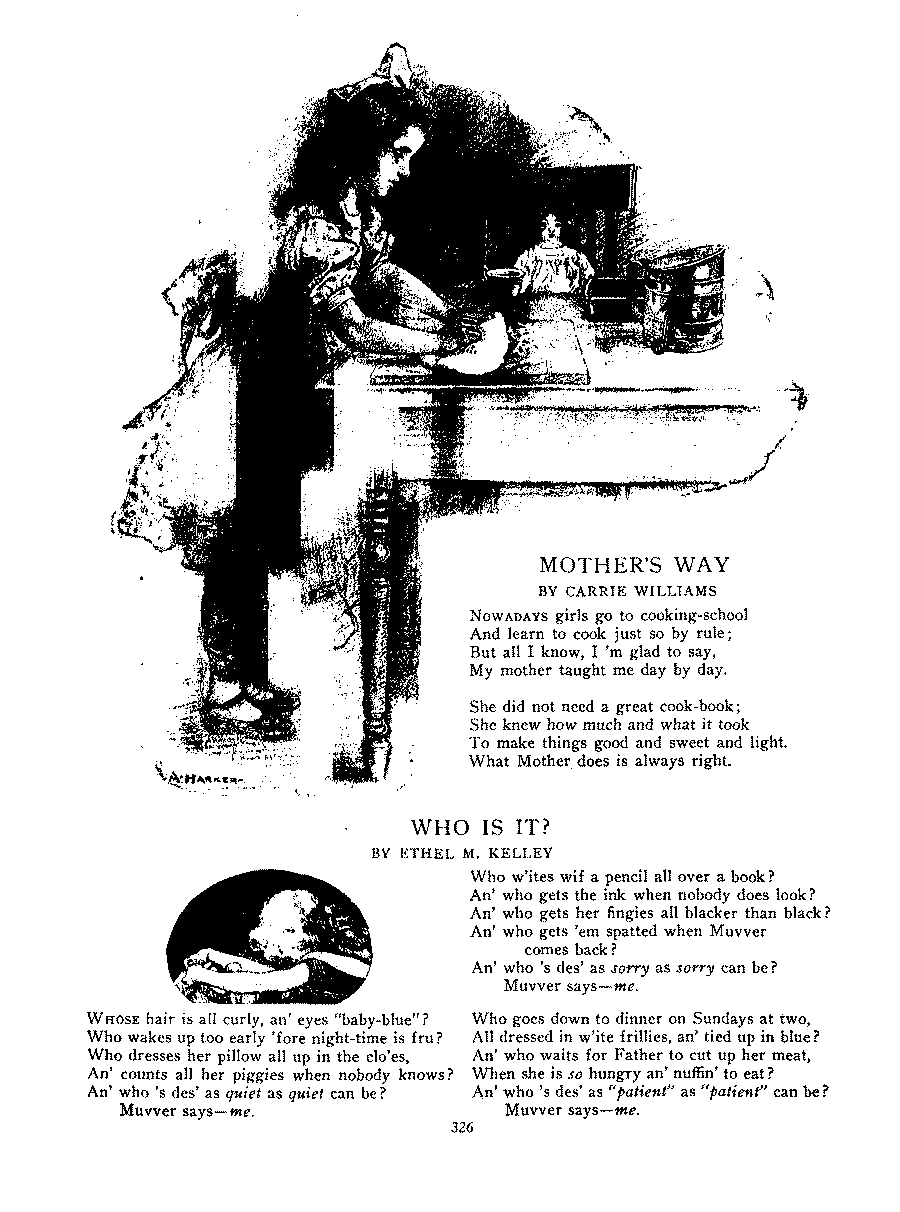 MOTHER'S WAY
BY CARRIE WILLIAMS
NOWADAYS girls go to cooking-school
And learn to cook just so by rule;
But all I know, I 'm glad to say,
My mother taught me day by day.
She did not need a great cook-book;
She knew how much and what it took
To make things good and sweet and light.
What Mother does is always right.
A. HARKER
WHO IS IT?
BY ETHEL M. KELLEY
WHOSE hair is all curly, an' eyes "baby-blue"?
Who wakes up too early 'fore night-time is fru?
Who dresses her pillow all up in the clo'es,
An' counts all her piggies when nobody knows?
An' who 's des' as quiet as quiet can be?
Muvver says—me.
Who w'ites wif a pencil all over a book?
An' who gets the ink when nobody does look?
An' who gets her fingies all blacker than black?
An' who gets 'em spatted when Muvver
comes back?
An' who 's des' as sorry as sorry can be?
Muvver says—me.
Who goes down to dinner on Sundays at two,
All dressed in w'ite frillies, an' tied up in blue?
An' who waits for Father to cut up her meat,
When she is so hungry an' nuffin' to eat?
An' who 's des' as "patient" as "patient" can be?
Muvver says—me.
326